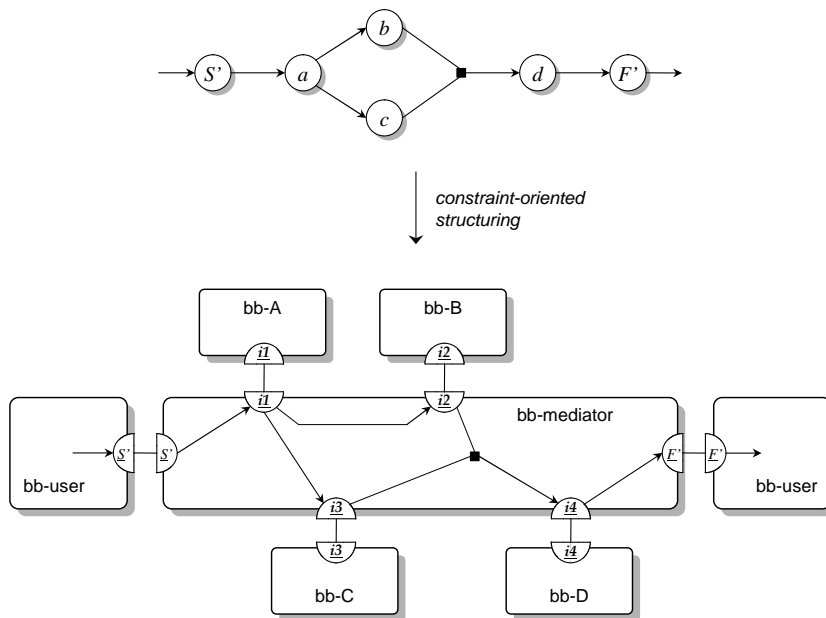 b
S' a d F'
c
constraint-oriented
structuring
bb-A bb-B
i1 i2
i1 i2
bb-mediator
S' S' F' F'
bb-user bb-user
i3 i4
i3 i4
bb-C bb-D